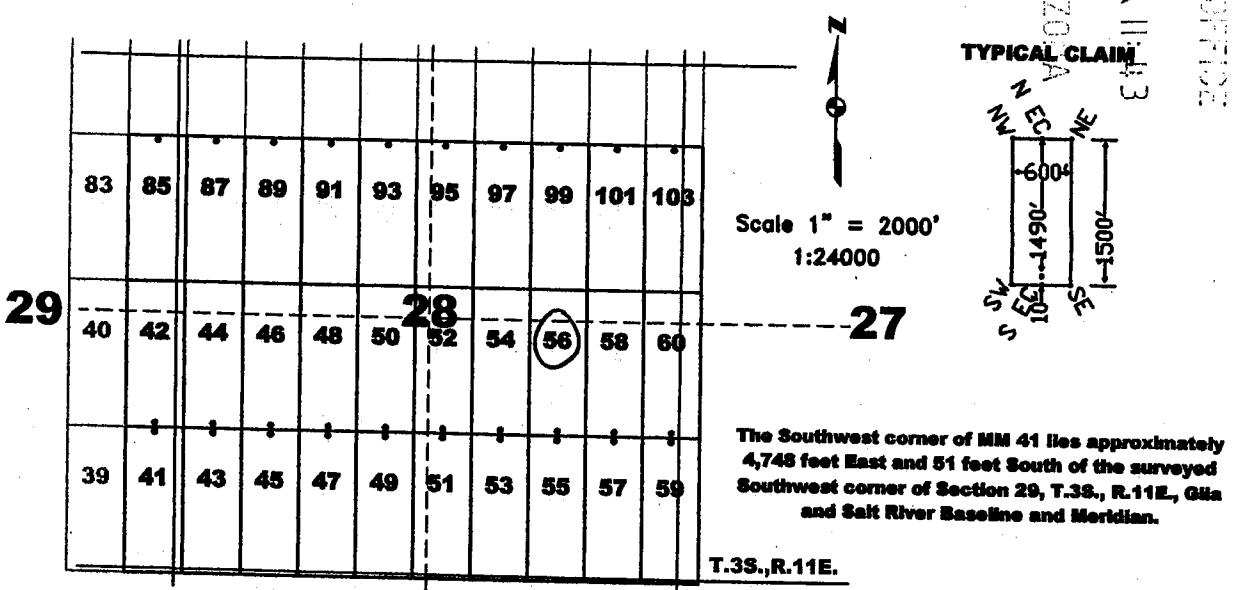 TYPICAL CLAIM
N
NW
N EC
NE
600'
1490'
1500'
10'
SW
S EC
SE
Scale 1" = 2000'
1:24000
83 85 87 89 91 93 95 97 99 101 103
29 28 27
40 42 44 46 48 50 52 54 56 58 60
39 41 43 45 47 49 51 53 55 57 59
The Southwest corner of MM 41 lies approximately
4,748 feet East and 51 feet South of the surveyed
Southwest corner of Section 29, T.3S., R.11E., Gila
and Salt River Baseline and Meridian.
T.3S.,R.11E.